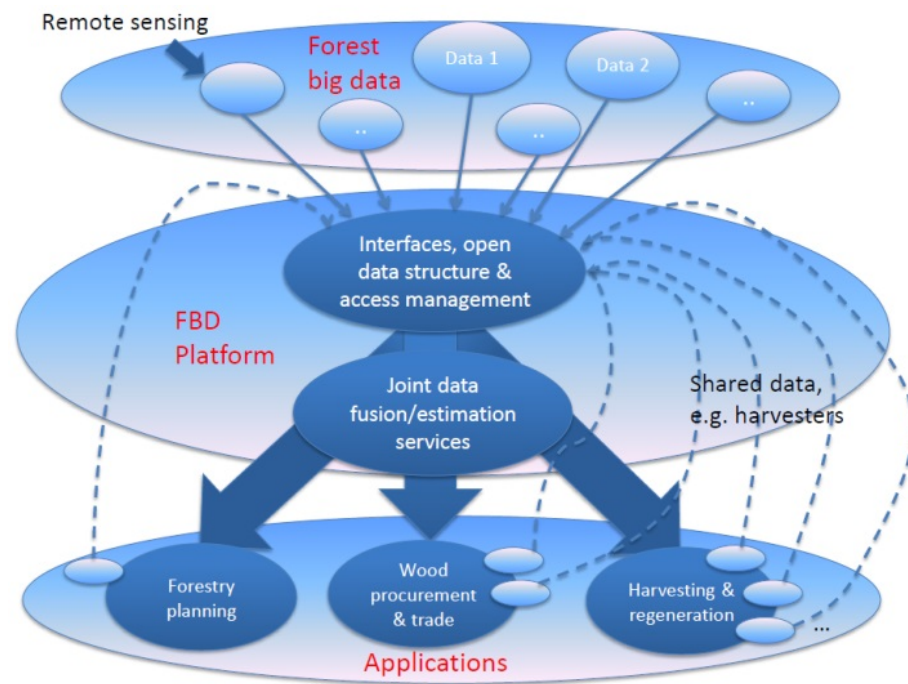 Remote sensing
Forest
big data
Data 1
Data 2
..
..
..
Interfaces, open
data structure &
access management
FBD
Platform
Joint data
fusion/estimation
services
Shared data,
e.g. harvesters
Forestry
planning
Wood
procurement
& trade
Harvesting &
regeneration
...
Applications